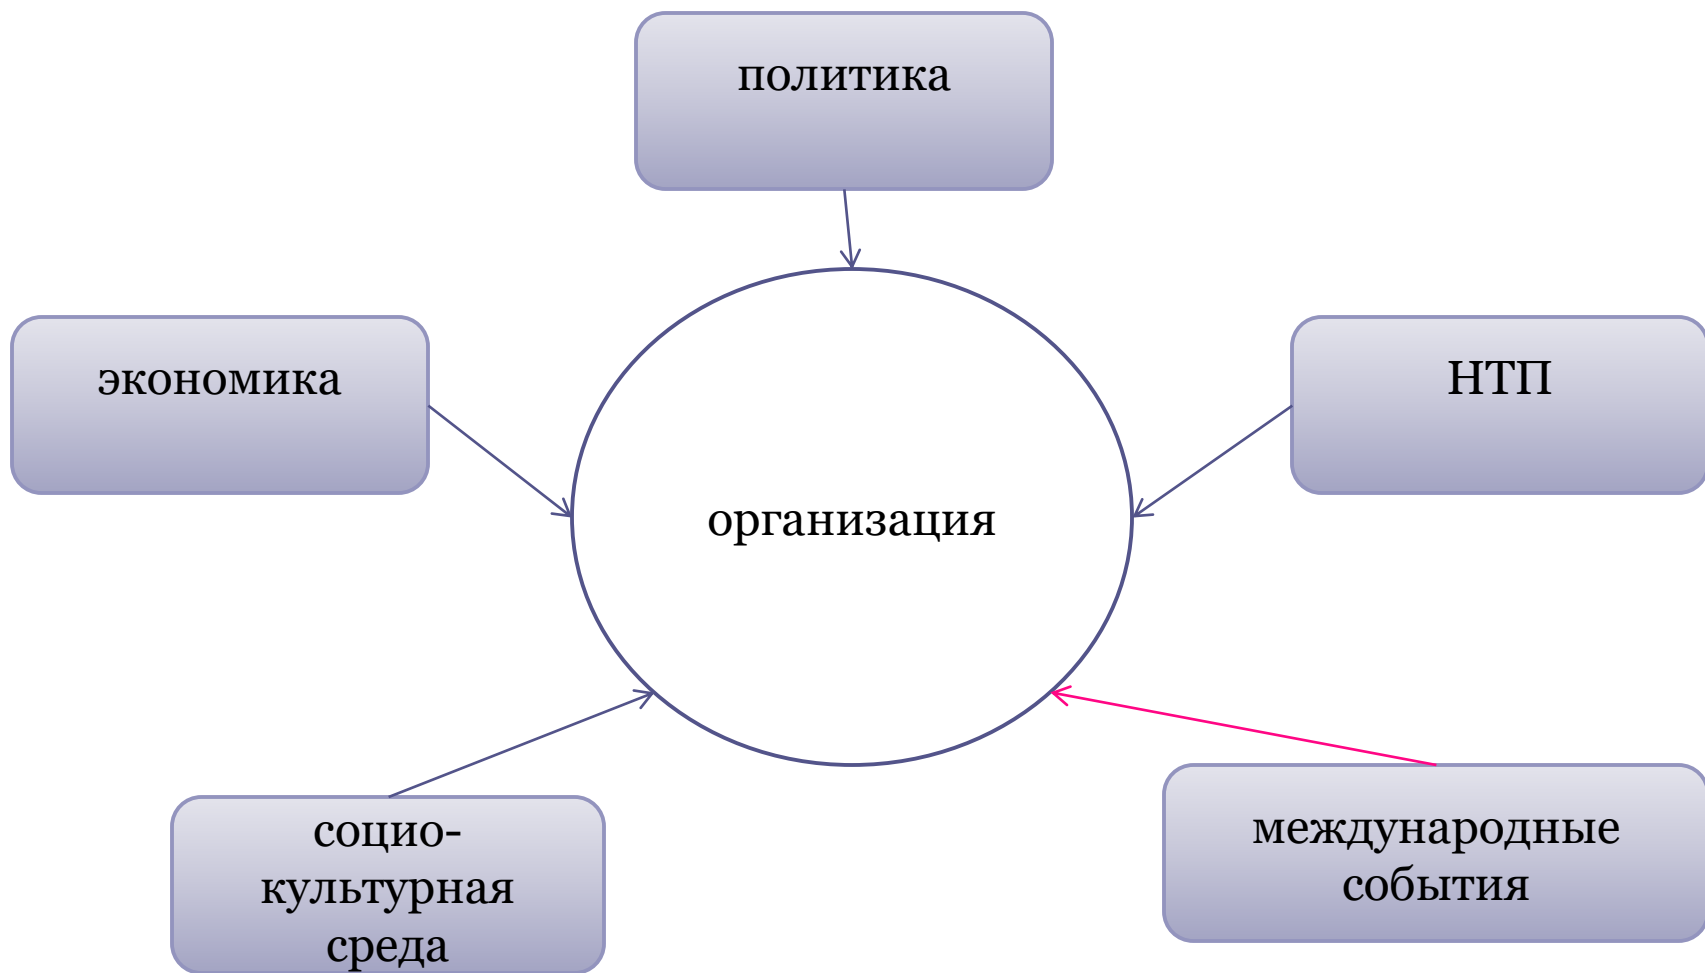 политика
экономика
НТП
организация
социо-
культурная
среда
международные
события